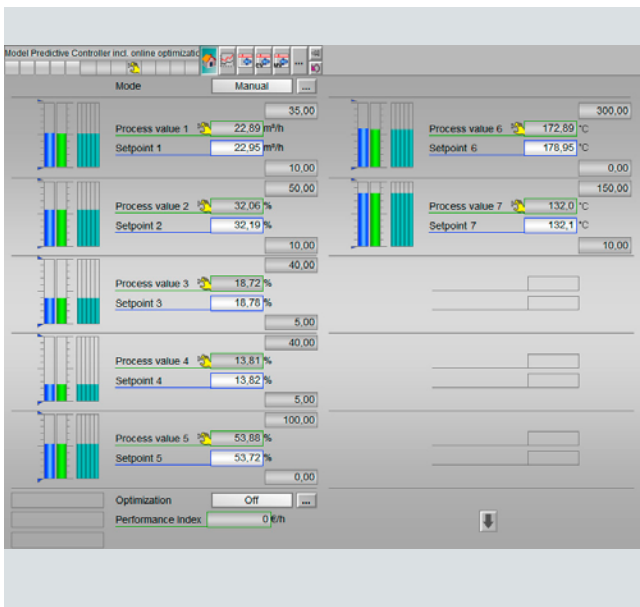 Model Predictive Controller incl. online optimizatic
...
Mode Manual ...
35,00
Process value 1 22,89 m³/h
Setpoint 1 22,95 m³/h
10,00
50,00
Process value 2 32,06 %
Setpoint 2 32,19 %
10,00
40,00
Process value 3 18,72 %
Setpoint 3 18,78 %
5,00
40,00
Process value 4 13,81 %
Setpoint 4 13,82 %
5,00
100,00
Process value 5 53,88 %
Setpoint 5 53,72 %
0,00
Optimization Off ...
Performance Index 0 €/h
300,00
Process value 6 172,89 °C
Setpoint 6 178,95 °C
0,00
150,00
Process value 7 132,0 °C
Setpoint 7 132,1 °C
10,00